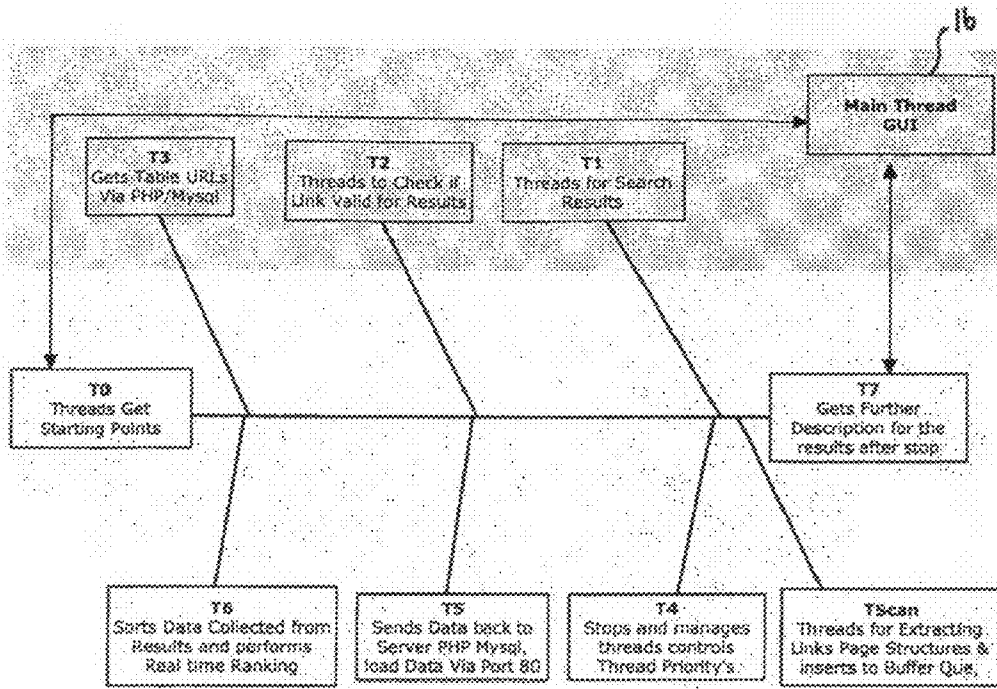 16
Main Thread
GUI
T3
Gets Table URLs
Via PHP/Mysql
T2
Threads to Check if
Link Valid for Results
T1
Threads for Search
Results
T0
Threads Get
Starting Points
T7
Gets Further
Description for the
results after stop
T6
Sorts Data Collected from
Results and performs
Real time Ranking
T5
Sends Data back to
Server PHP Mysql,
load Data Via Port 80
T4
Stops and manages
threads controls
Thread Priority's
TScan
Threads for Extracting
Links Page Structures &
inserts to Buffer Que,